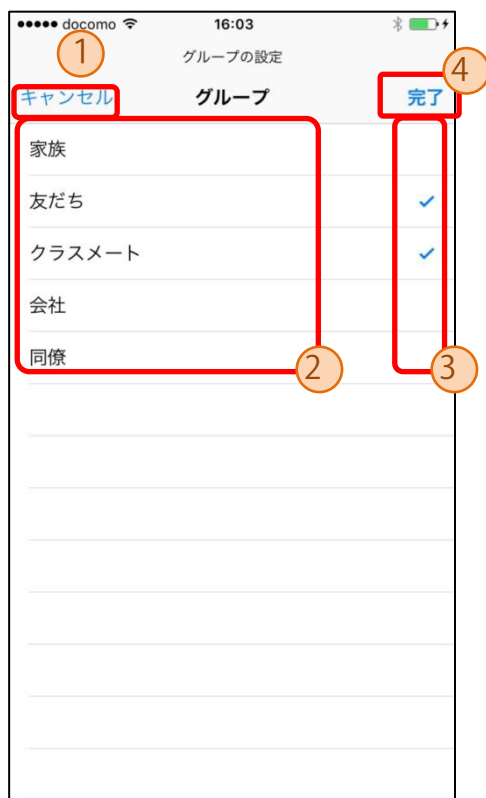 docomo 16:03
1
グループの設定
4
キャンセル グループ 完了
家族
友だち
クラスメート
会社
同僚
2
3